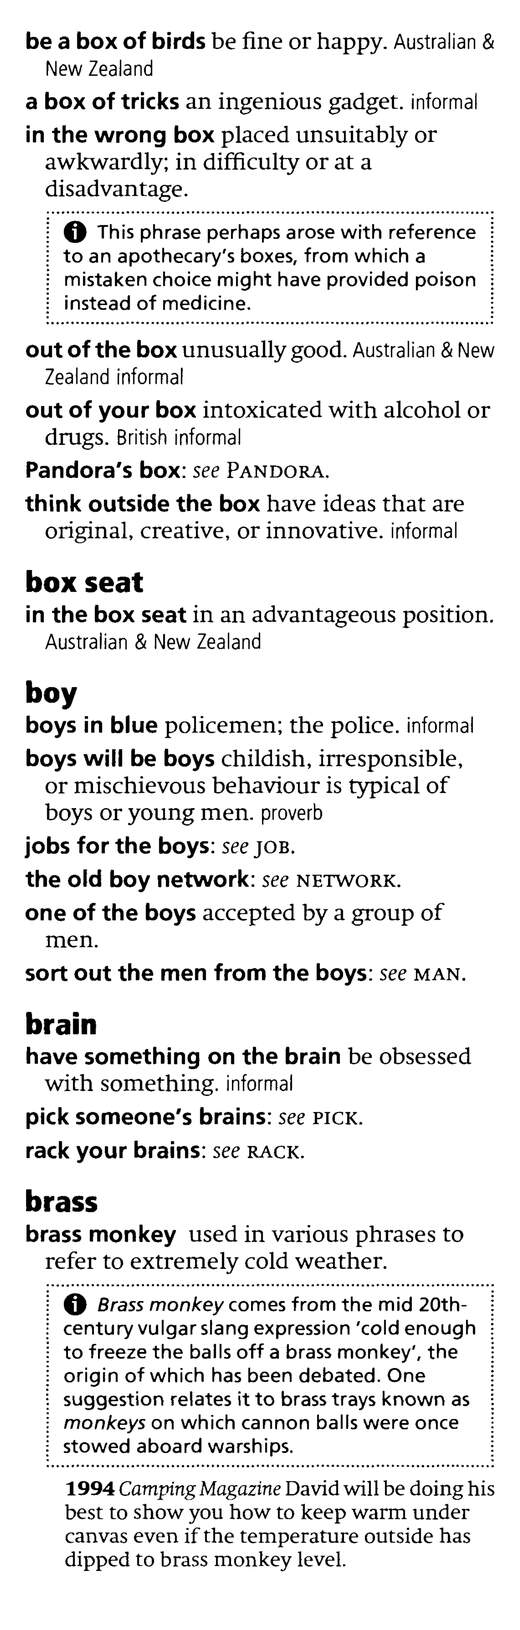 be a box of birds be fine or happy. Australian &
New Zealand
a box of tricks an ingenious gadget. informal
in the wrong box placed unsuitably or
awkwardly; in difficulty or at a
disadvantage.
This phrase perhaps arose with reference
to an apothecary's boxes, from which a
mistaken choice might have provided poison
instead of medicine.
out of the box unusually good. Australian & New
Zealand informal
out of your box intoxicated with alcohol or
drugs. British informal
Pandora's box: see PANDORA.
think outside the box have ideas that are
original, creative, or innovative. informal
box seat
in the box seat in an advantageous position.
Australian & New Zealand
boy
boys in blue policemen; the police. informal
boys will be boys childish, irresponsible,
or mischievous behaviour is typical of
boys or young men. proverb
jobs for the boys: see JOB.
the old boy network: see NETWORK.
one of the boys accepted by a group of
men.
sort out the men from the boys: see MAN.
brain
have something on the brain be obsessed
with something. informal
pick someone's brains: see PICK.
rack your brains: see RACK.
brass
brass monkey used in various phrases to
refer to extremely cold weather.
Brass monkey comes from the mid 20th-
century vulgar slang expression 'cold enough
to freeze the balls off a brass monkey', the
origin of which has been debated. One
suggestion relates it to brass trays known as
monkeys on which cannon balls were once
stowed aboard warships.
1994 Camping Magazine David will be doing his
best to show you how to keep warm under
canvas even if the temperature outside has
dipped to brass monkey level.